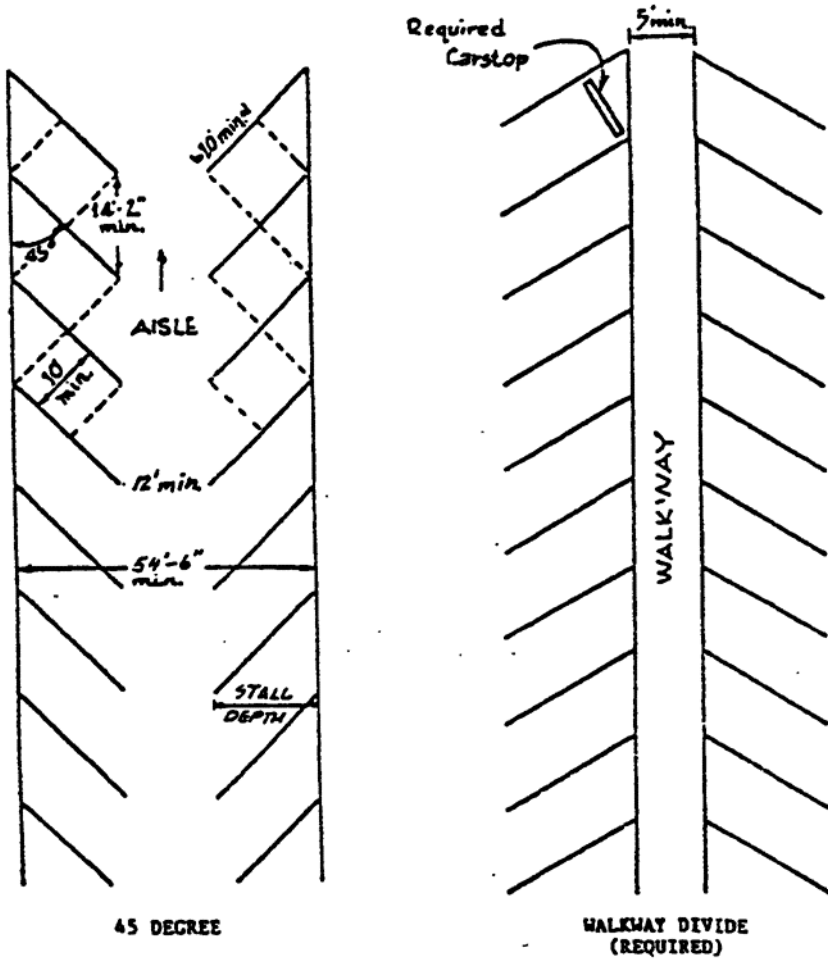 5' min.
Required
Carstop
min.
14'-2"
min.
45°
AISLE
10'
min.
12' min.
54'-6"
min.
STALL
DEPTH
WALKWAY
45 DEGREE
WALKWAY DIVIDE
(REQUIRED)